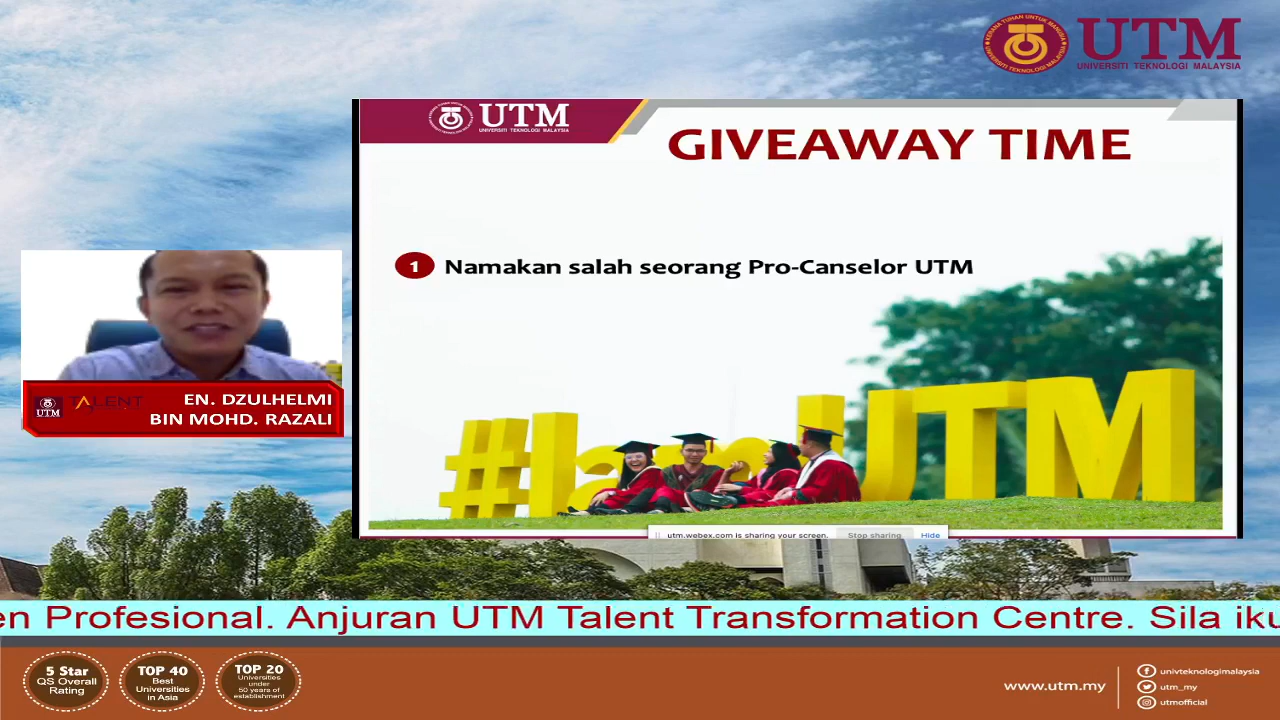 UTM
UNIVERSITI TEKNOLOGI MALAYSIA
UTM
UNIVERSITI TEKNOLOGI MALAYSIA
GIVEAWAY TIME
1 Namakan salah seorang Pro-Canselor UTM
#IamUTM
UTM TALENT
EN. DZULHELMI
BIN MOHD. RAZALI
utm.webex.com is sharing your screen. Stop sharing Hide
en Profesional. Anjuran UTM Talent Transformation Centre. Sila iku
5 Star
QS Overall
Rating
TOP 40
Best
Universities
in Asia
TOP 20
Universities
under
50 years of
establishment
www.utm.my
univteknologimalaysia
utm_my
utmofficial